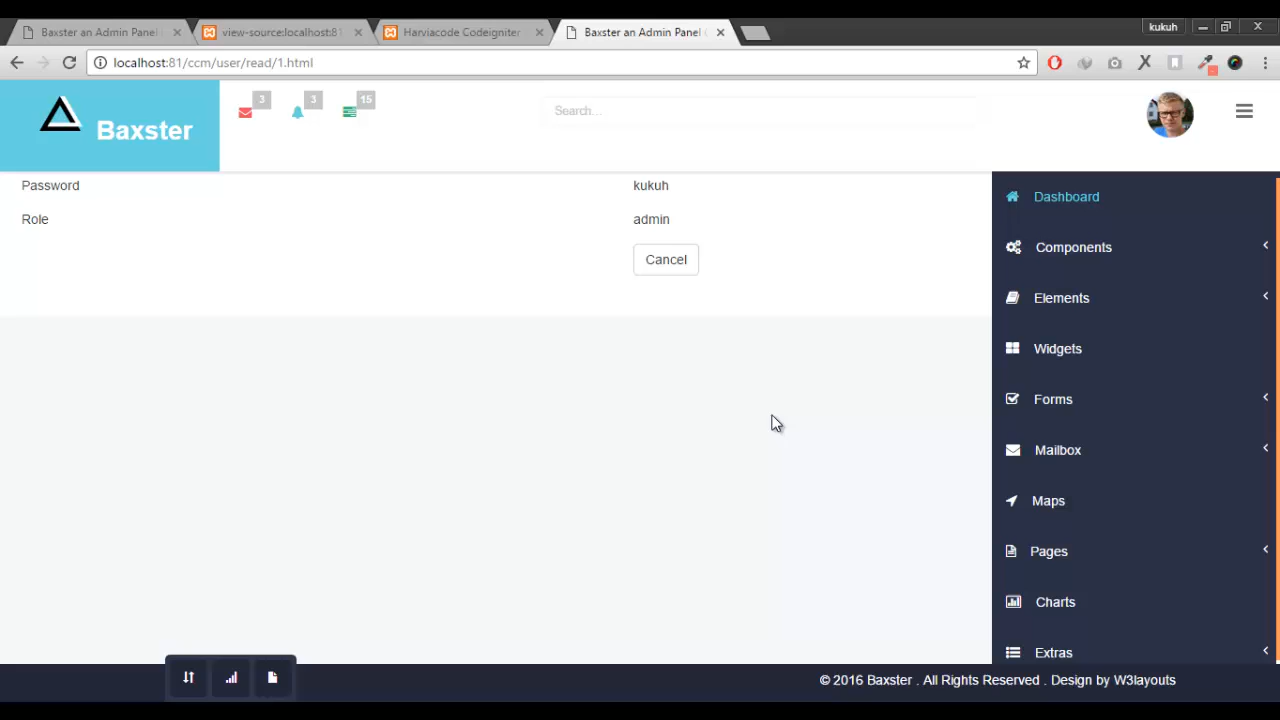 Baxster an Admin Panel
view-source:localhost:81
Harviacode Codeigniter
Baxster an Admin Panel
kukuh
localhost:81/ccm/user/read/1.html
Baxster
3
3
15
Search...
Password kukuh
Role admin
Cancel
Dashboard
Components
Elements
Widgets
Forms
Mailbox
Maps
Pages
Charts
Extras
© 2016 Baxster . All Rights Reserved . Design by W3layouts